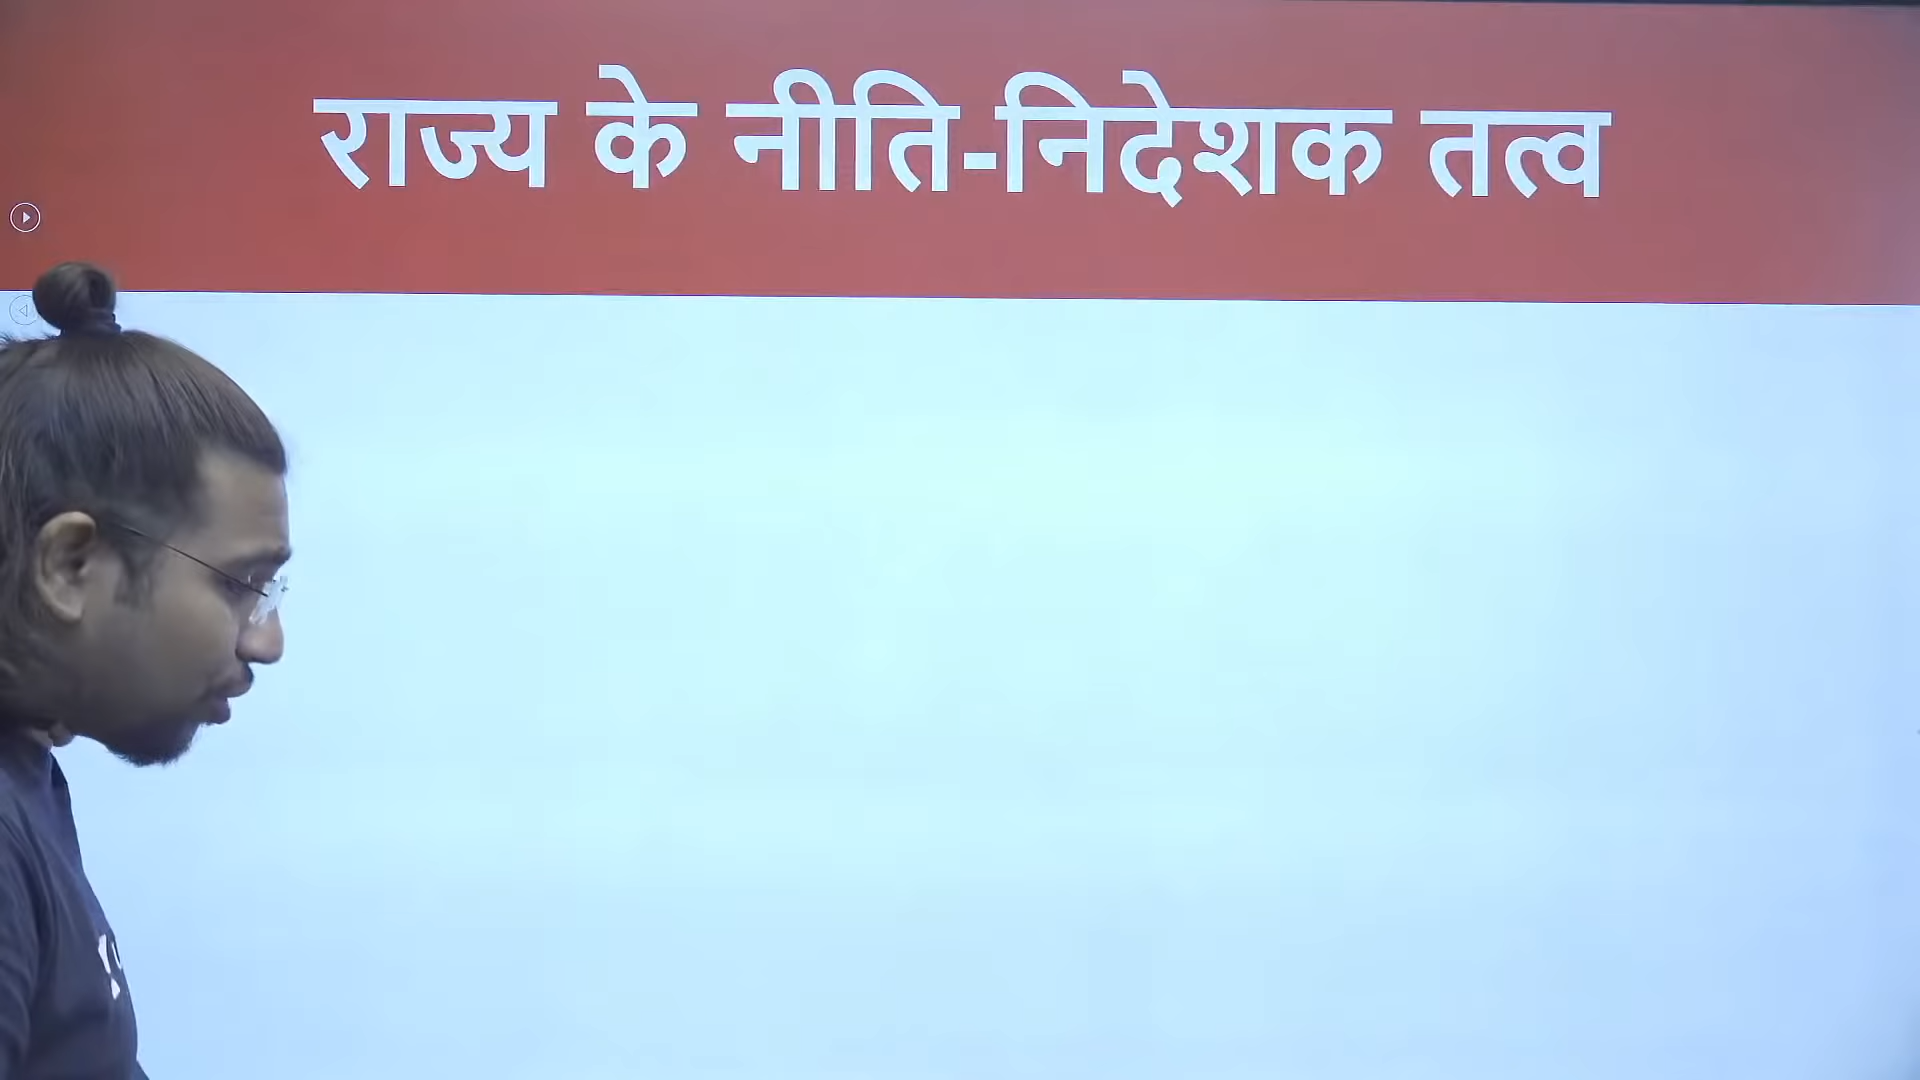 राज्य के नीति-निदेशक तत्व